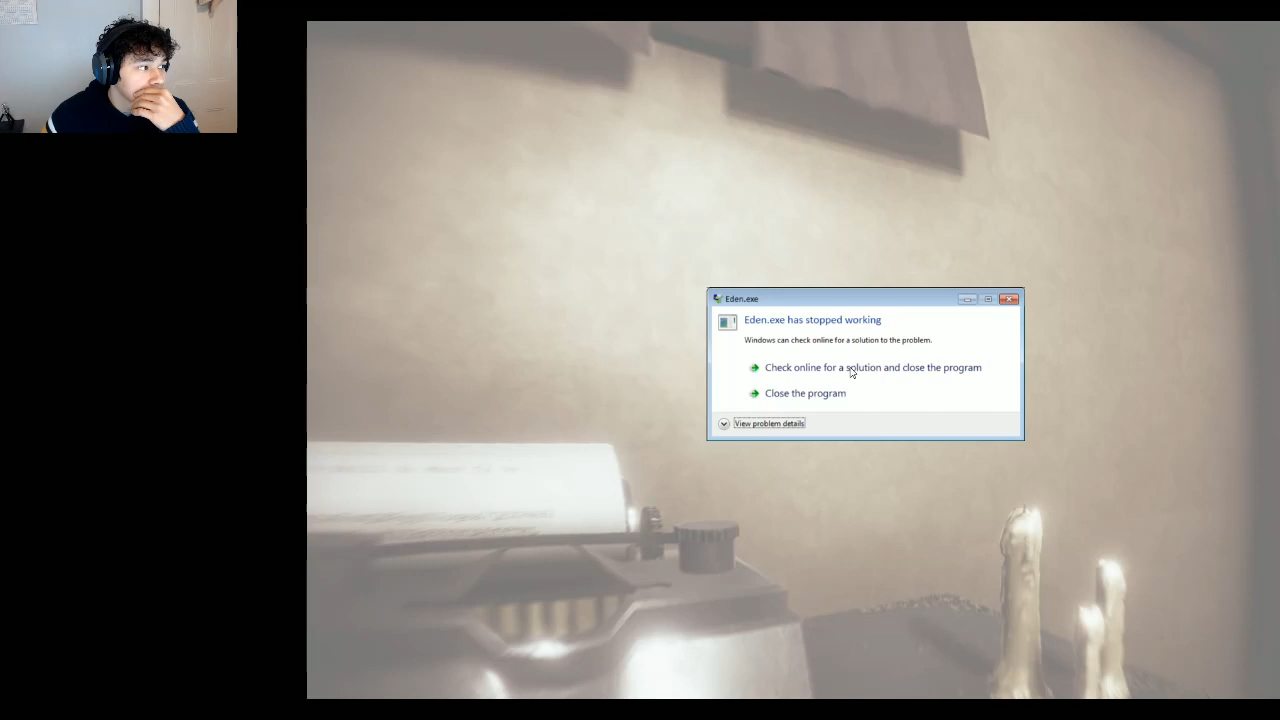 Eden.exe
Eden.exe has stopped working
Windows can check online for a solution to the problem.
Check online for a solution and close the program
Close the program
View problem details